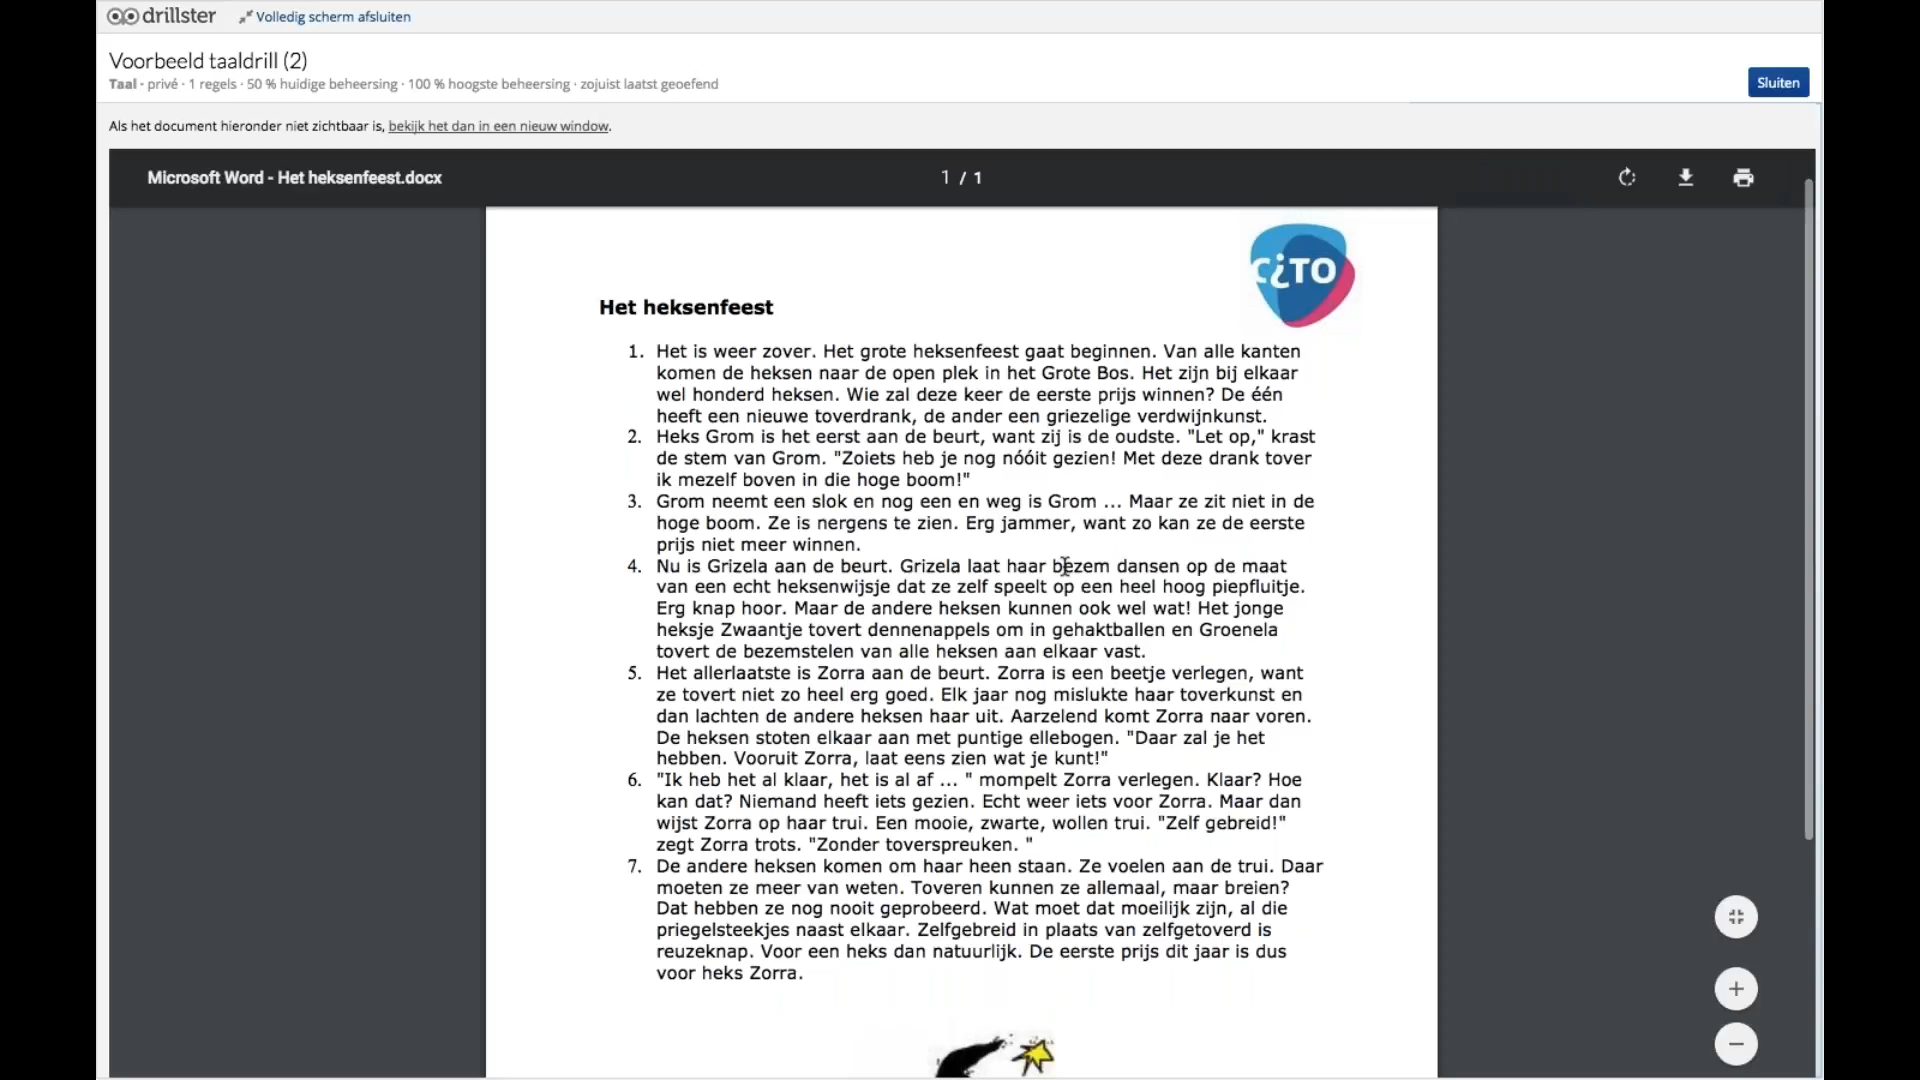 drillster Volledig scherm afsluiten
Voorbeeld taaldrill (2)
Taal - privé · 1 regels · 50 % huidige beheersing · 100 % hoogste beheersing · zojuist laatst geoefend
Sluiten
Als het document hieronder niet zichtbaar is, bekijk het dan in een nieuw window.
Microsoft Word - Het heksenfeest.docx 1 / 1
CiTO
Het heksenfeest
1. Het is weer zover. Het grote heksenfeest gaat beginnen. Van alle kanten
komen de heksen naar de open plek in het Grote Bos. Het zijn bij elkaar
wel honderd heksen. Wie zal deze keer de eerste prijs winnen? De één
heeft een nieuwe toverdrank, de ander een griezelige verdwijnkunst.
2. Heks Grom is het eerst aan de beurt, want zij is de oudste. "Let op," krast
de stem van Grom. "Zoiets heb je nog nóóit gezien! Met deze drank tover
ik mezelf boven in die hoge boom!"
3. Grom neemt een slok en nog een en weg is Grom ... Maar ze zit niet in de
hoge boom. Ze is nergens te zien. Erg jammer, want zo kan ze de eerste
prijs niet meer winnen.
4. Nu is Grizela aan de beurt. Grizela laat haar bezem dansen op de maat
van een echt heksenwijsje dat ze zelf speelt op een heel hoog piepfluitje.
Erg knap hoor. Maar de andere heksen kunnen ook wel wat! Het jonge
heksje Zwaantje tovert dennenappels om in gehaktballen en Groenela
tovert de bezemstelen van alle heksen aan elkaar vast.
5. Het allerlaatste is Zorra aan de beurt. Zorra is een beetje verlegen, want
ze tovert niet zo heel erg goed. Elk jaar nog mislukte haar toverkunst en
dan lachten de andere heksen haar uit. Aarzelend komt Zorra naar voren.
De heksen stoten elkaar aan met puntige ellebogen. "Daar zal je het
hebben. Vooruit Zorra, laat eens zien wat je kunt!"
6. "Ik heb het al klaar, het is al af ... " mompelt Zorra verlegen. Klaar? Hoe
kan dat? Niemand heeft iets gezien. Echt weer iets voor Zorra. Maar dan
wijst Zorra op haar trui. Een mooie, zwarte, wollen trui. "Zelf gebreid!"
zegt Zorra trots. "Zonder toverspreuken. "
7. De andere heksen komen om haar heen staan. Ze voelen aan de trui. Daar
moeten ze meer van weten. Toveren kunnen ze allemaal, maar breien?
Dat hebben ze nog nooit geprobeerd. Wat moet dat moeilijk zijn, al die
priegelsteekjes naast elkaar. Zelfgebreid in plaats van zelfgetoverd is
reuzeknap. Voor een heks dan natuurlijk. De eerste prijs dit jaar is dus
voor heks Zorra.